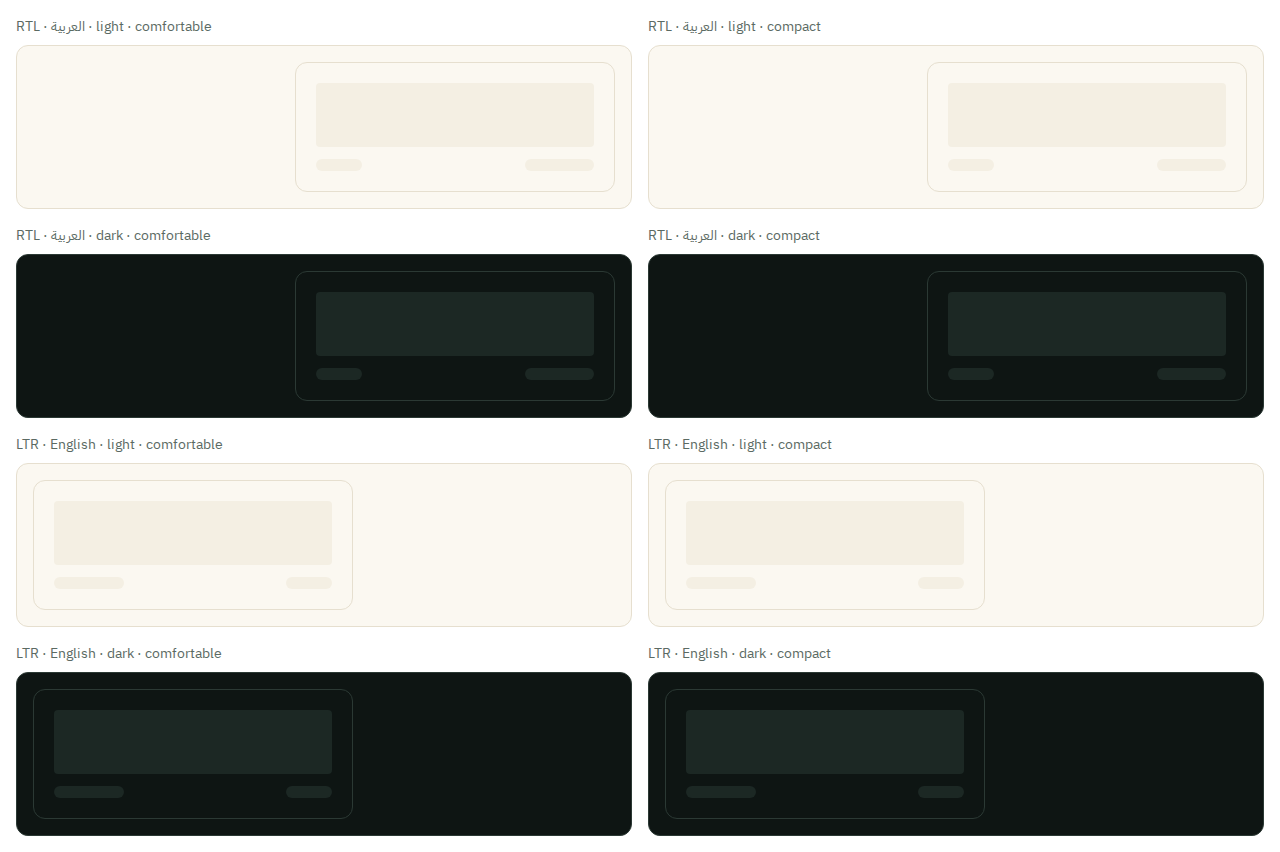 RTL · العربية · light · comfortable
RTL · العربية · light · compact
RTL · العربية · dark · comfortable
RTL · العربية · dark · compact
LTR · English · light · comfortable
LTR · English · light · compact
LTR · English · dark · comfortable
LTR · English · dark · compact